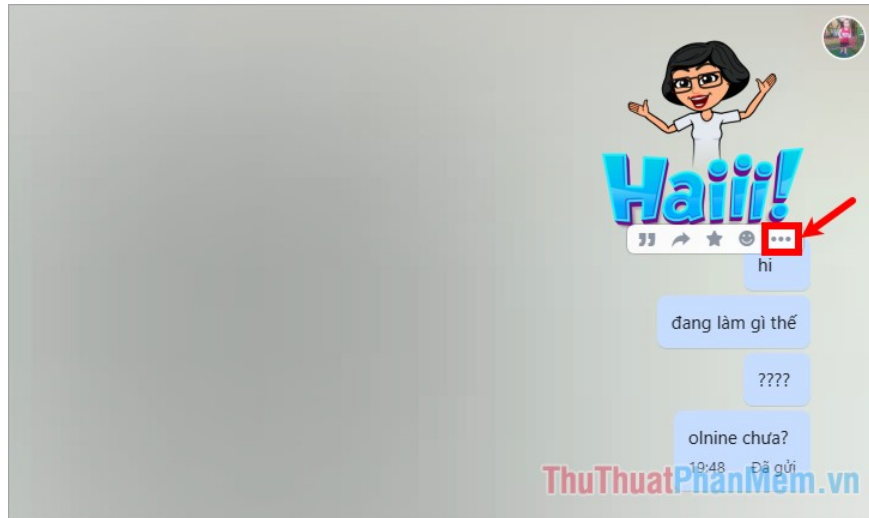 Haiii!
hi
đang làm gì thế
????
olnine chưa?
19:48 Đã gửi
ThuThuatPhanMem.vn